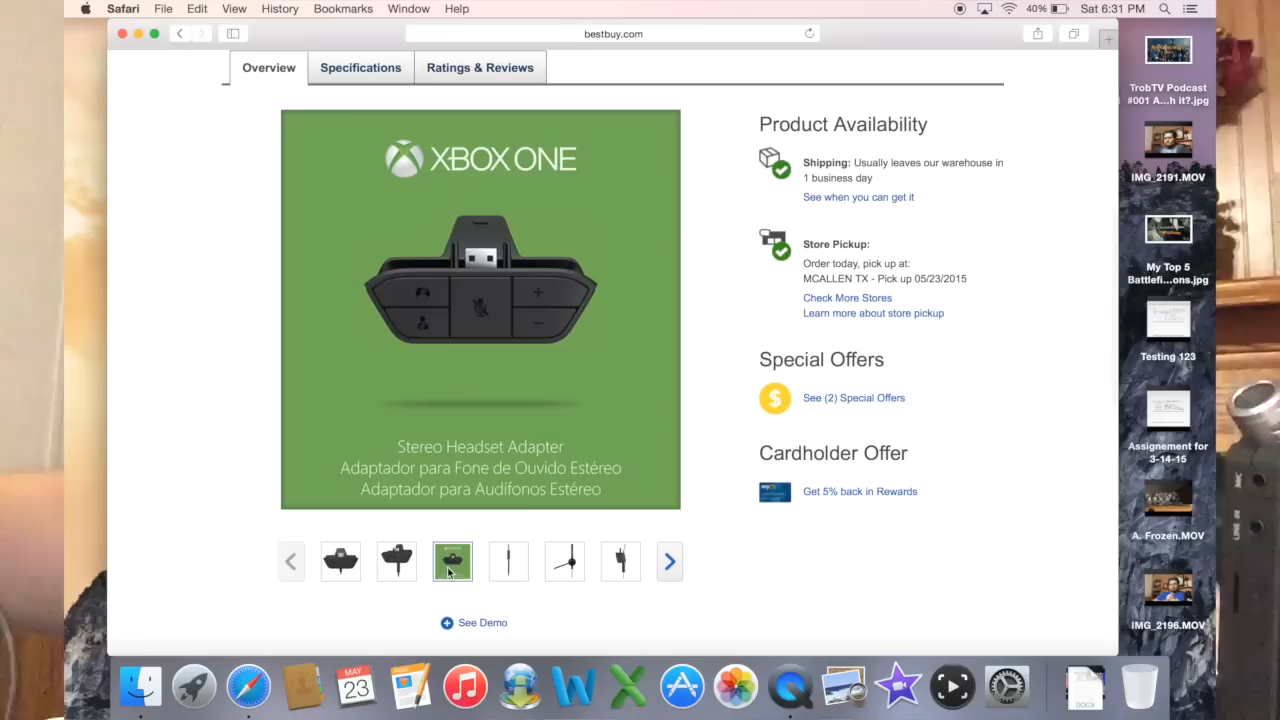 Safari File Edit View History Bookmarks Window Help 40% Sat 6:31 PM
bestbuy.com
Overview Specifications Ratings & Reviews
XBOX ONE
Stereo Headset Adapter
Adaptador para Fone de Ouvido Estéreo
Adaptador para Audífonos Estéreo
See Demo
Product Availability
Shipping: Usually leaves our warehouse in
1 business day
See when you can get it
Store Pickup:
Order today, pick up at:
MCALLEN TX - Pick up 05/23/2015
Check More Stores
Learn more about store pickup
Special Offers
$
See (2) Special Offers
Cardholder Offer
Get 5% back in Rewards
TrobTV Podcast
#001 A...h it?.jpg
IMG_2191.MOV
My Top 5
Battlefi...ons.jpg
Testing 123
Assignement for
3-14-15
A. Frozen.MOV
IMG_2196.MOV
MAY
23
DOCX